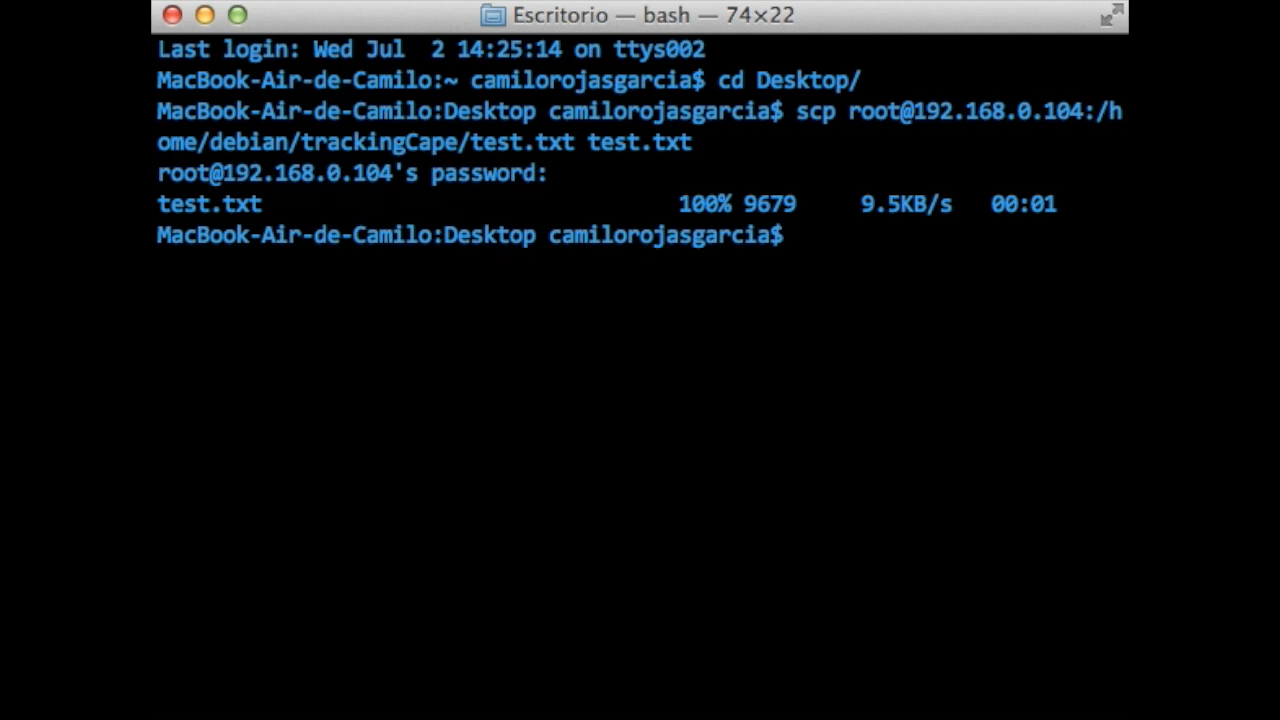 Escritorio — bash — 74×22
Last login: Wed Jul  2 14:25:14 on ttys002
MacBook-Air-de-Camilo:~ camilorojasgarcia$ cd Desktop/
MacBook-Air-de-Camilo:Desktop camilorojasgarcia$ scp root@192.168.0.104:/h
ome/debian/trackingCape/test.txt test.txt
root@192.168.0.104's password:
test.txt                                100% 9679     9.5KB/s   00:01
MacBook-Air-de-Camilo:Desktop camilorojasgarcia$